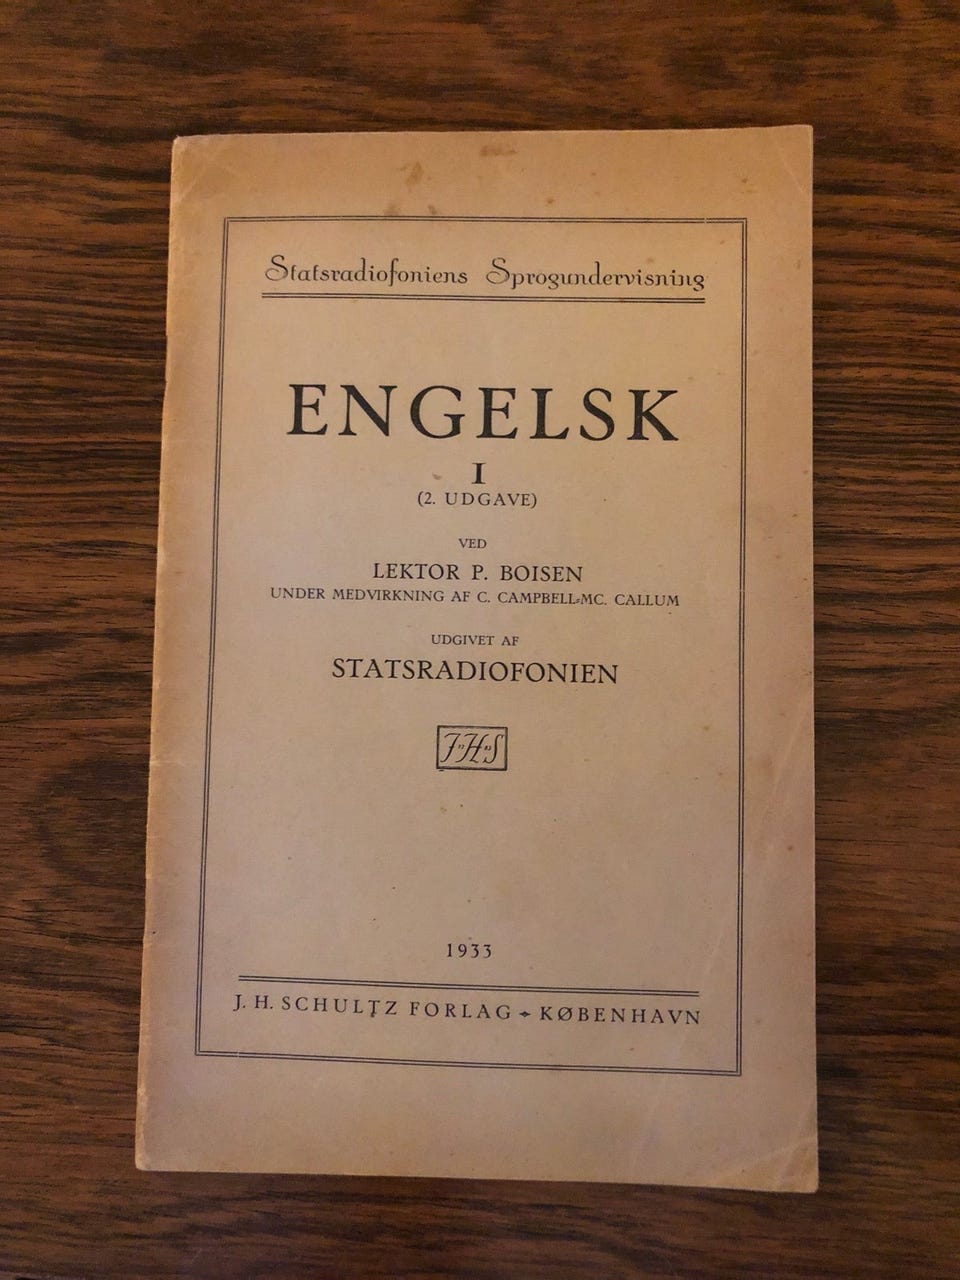 Statsradiofoniens Sprogundervisning
ENGELSK
I
(2. UDGAVE)
VED
LEKTOR P. BOISEN
UNDER MEDVIRKNING AF C. CAMPBELL-MC. CALLUM
UDGIVET AF
STATSRADIOFONIEN
J·H·S
1933
J. H. SCHULTZ FORLAG - KØBENHAVN